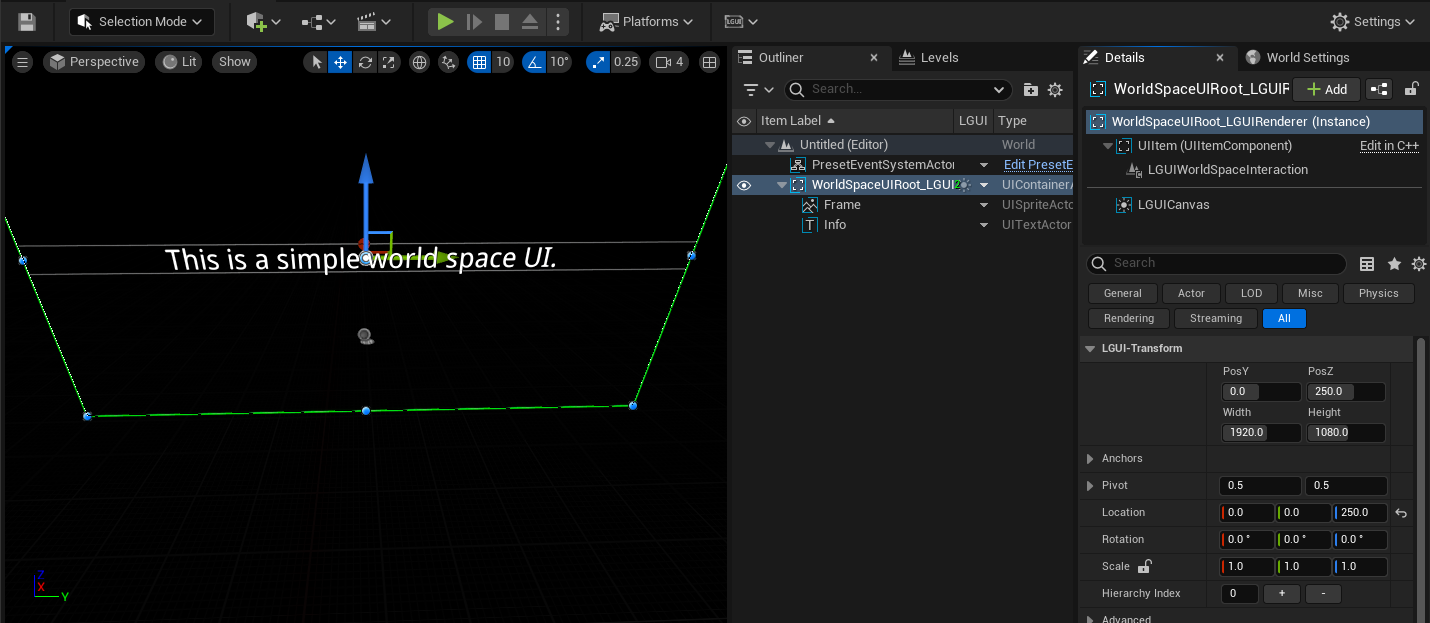 Selection Mode
Platforms
LGUI
Settings
Perspective
Lit
Show
10
10°
0.25
4
This is a simple world space UI.
Z
X
Y
Outliner
Levels
Search...
Item Label
LGUI
Type
Untitled (Editor)
World
PresetEventSystemActor
Edit PresetE
WorldSpaceUIRoot_LGUI
UIContainerA
Frame
UISpriteActo
Info
UITextActor
Details
World Settings
WorldSpaceUIRoot_LGUIR
Add
WorldSpaceUIRoot_LGUIRenderer (Instance)
UIItem (UIItemComponent)
Edit in C++
LGUIWorldSpaceInteraction
LGUICanvas
Search
General
Actor
LOD
Misc
Physics
Rendering
Streaming
All
LGUI-Transform
PosY
PosZ
0.0
250.0
Width
Height
1920.0
1080.0
Anchors
Pivot
0.5
0.5
Location
0.0
0.0
250.0
Rotation
0.0 °
0.0 °
0.0 °
Scale
1.0
1.0
1.0
Hierarchy Index
0
+
-
Advanced